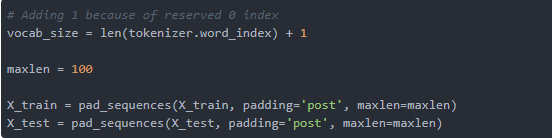 # Adding 1 because of reserved 0 index
vocab_size = len(tokenizer.word_index) + 1
maxlen = 100
X_train = pad_sequences(X_train, padding='post', maxlen=maxlen)
X_test = pad_sequences(X_test, padding='post', maxlen=maxlen)